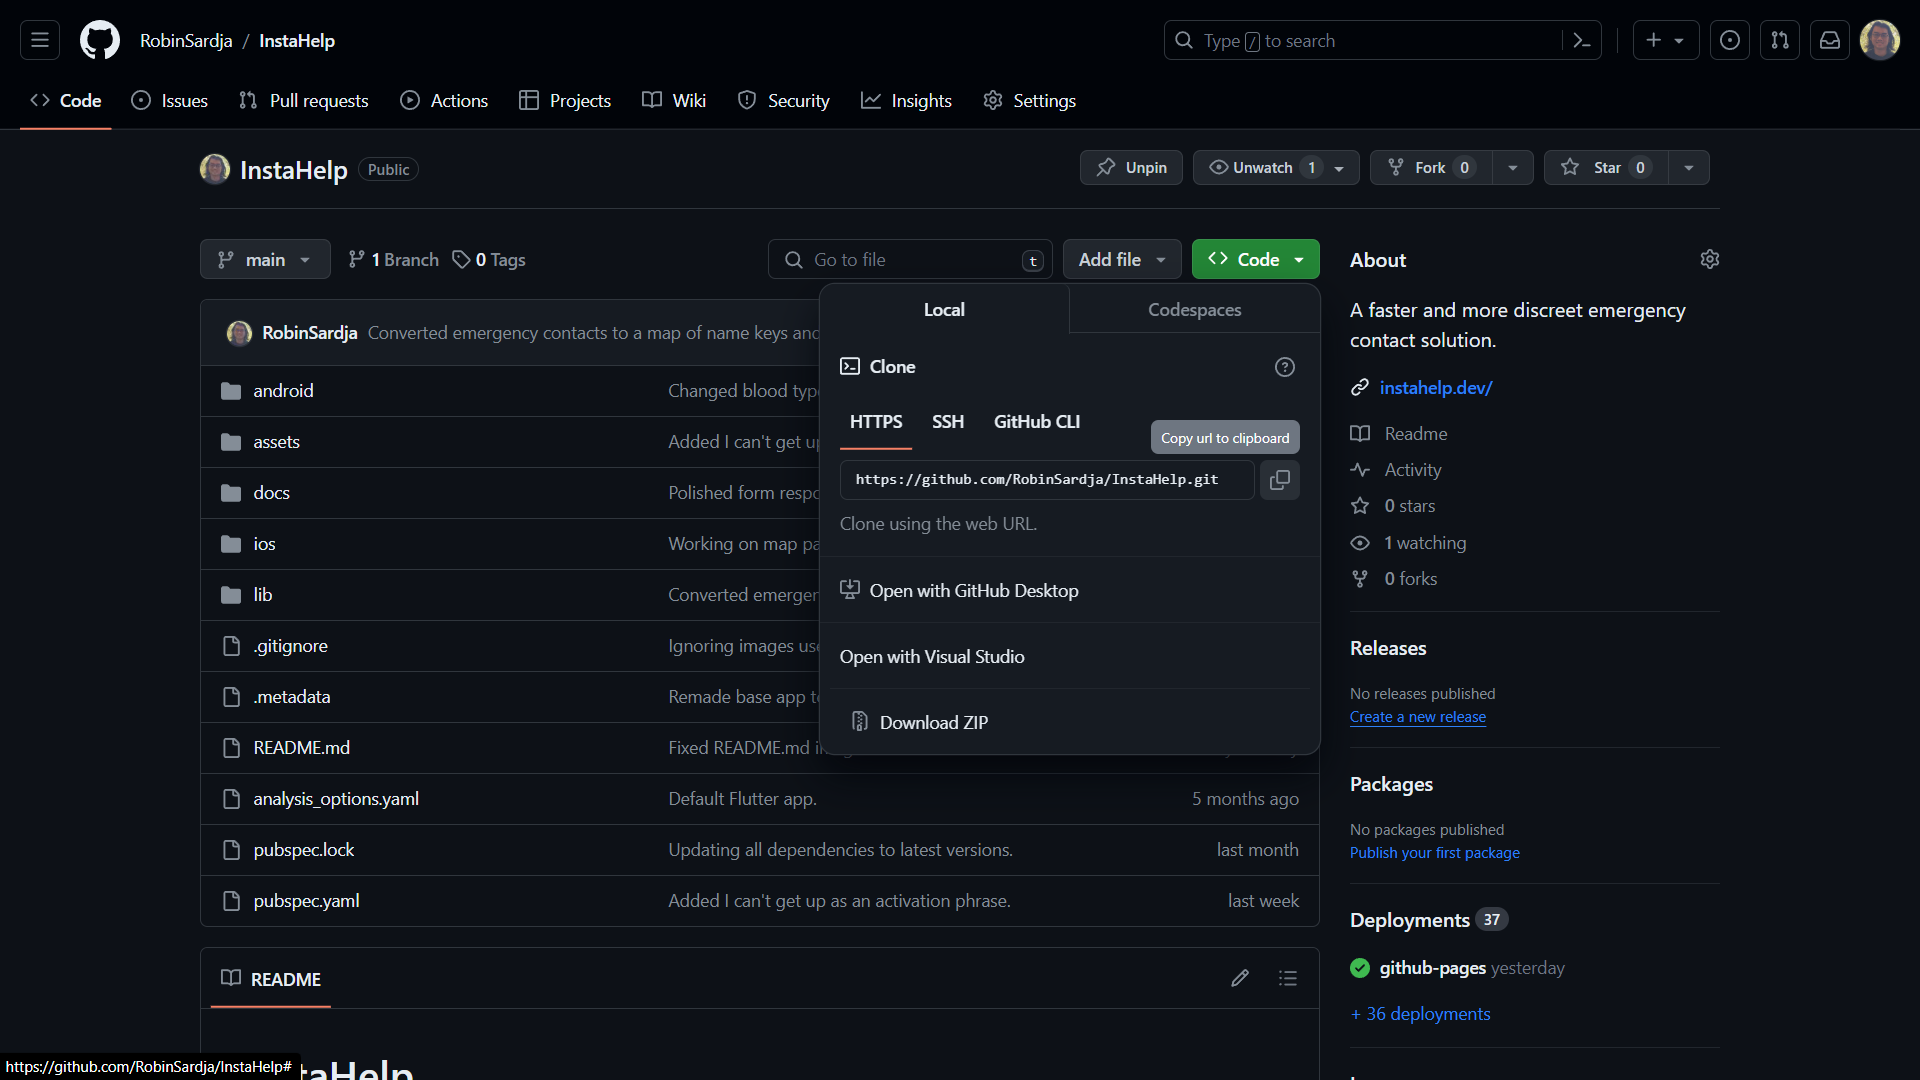 RobinSardja / InstaHelp
Type / to search
Code Issues Pull requests Actions Projects Wiki Security Insights Settings
InstaHelp Public
Unpin Unwatch 1 Fork 0 Star 0
main 1 Branch 0 Tags
Go to file t Add file Code
RobinSardja Converted emergency contacts to a map of name keys and
android Changed blood type
assets Added I can't get up
docs Polished form
ios Working on map
lib Converted
.gitignore Ignoring images
.metadata Remade base app
README.md Fixed README.md
analysis_options.yaml Default Flutter app. 5 months ago
pubspec.lock Updating all dependencies to latest versions. last month
pubspec.yaml Added I can't get up as an activation phrase. last week
Local Codespaces
Clone
HTTPS SSH GitHub CLI
Copy url to clipboard
https://github.com/RobinSardja/InstaHelp.git
Clone using the web URL.
Open with GitHub Desktop
Open with Visual Studio
Download ZIP
README
InstaHelp
About
A faster and more discreet emergency
contact solution.
instahelp.dev/
Readme
Activity
0 stars
1 watching
0 forks
Releases
No releases published
Create a new release
Packages
No packages published
Publish your first package
Deployments 37
github-pages yesterday
+ 36 deployments
https://github.com/RobinSardja/InstaHelp#